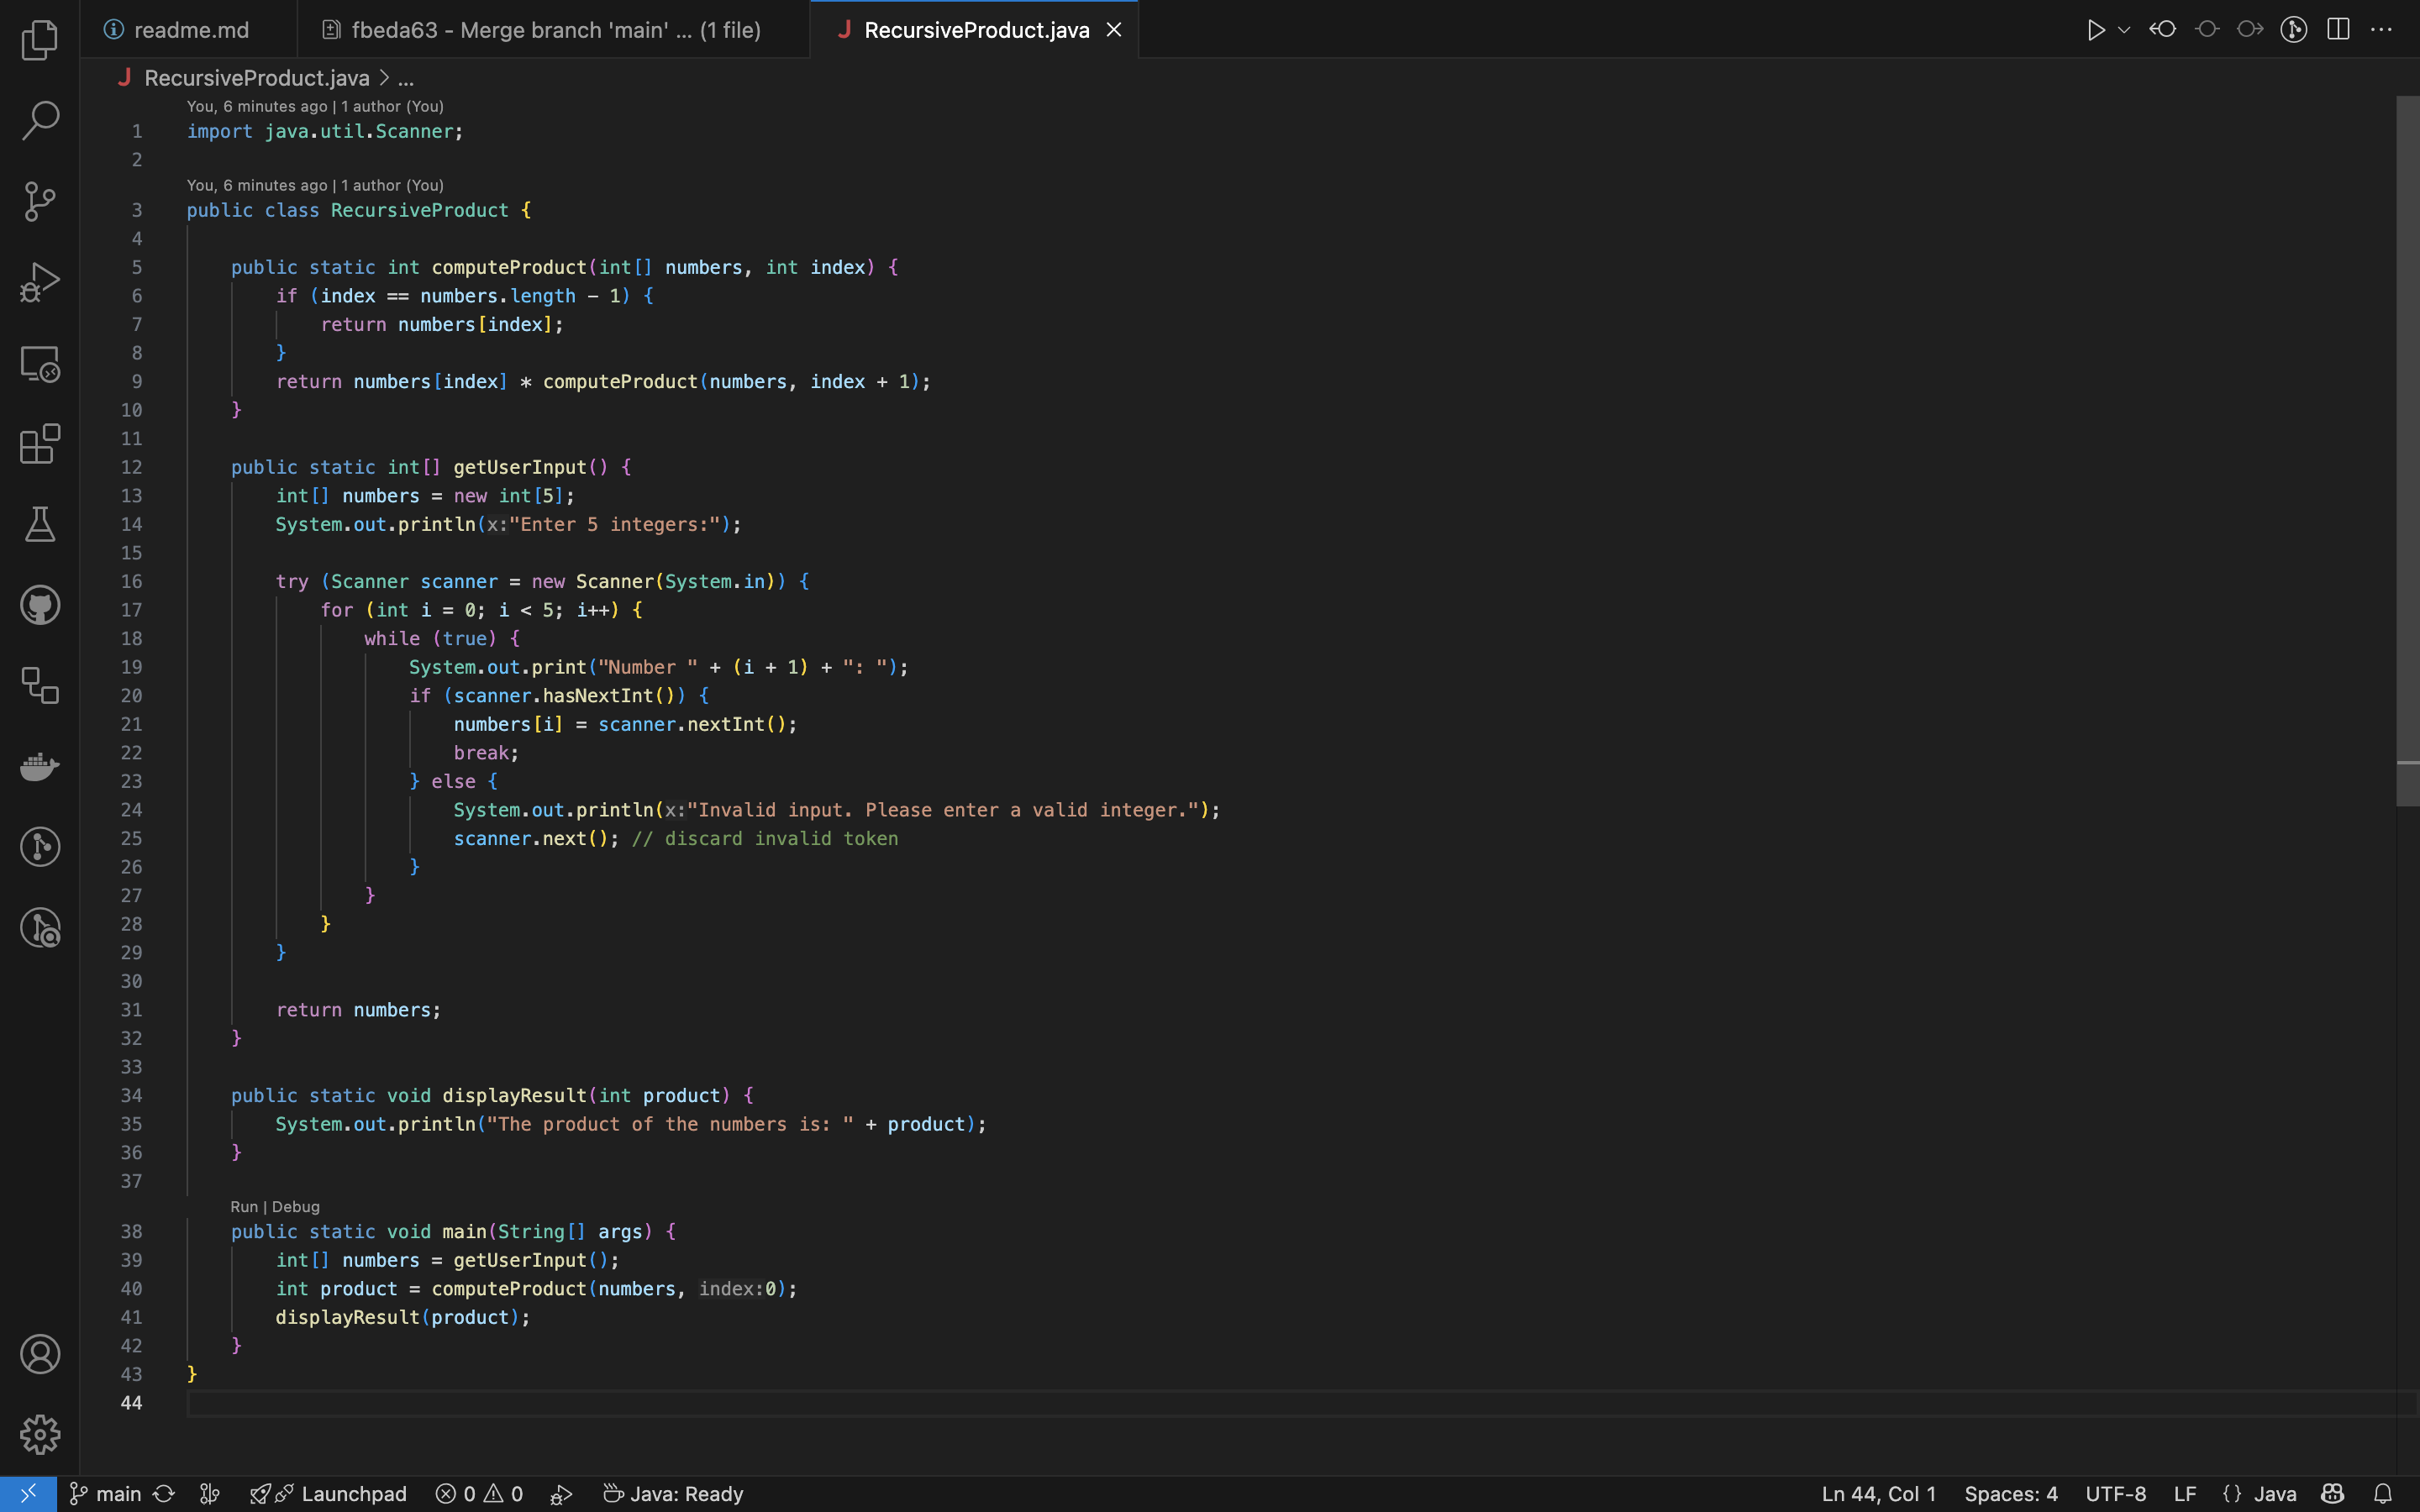 readme.md
fbeda63 - Merge branch 'main' ... (1 file)
J RecursiveProduct.java
J RecursiveProduct.java > ...
You, 6 minutes ago | 1 author (You)
1 import java.util.Scanner;
2
You, 6 minutes ago | 1 author (You)
3 public class RecursiveProduct {
4
5     public static int computeProduct(int[] numbers, int index) {
6         if (index == numbers.length - 1) {
7             return numbers[index];
8         }
9         return numbers[index] * computeProduct(numbers, index + 1);
10     }
11
12     public static int[] getUserInput() {
13         int[] numbers = new int[5];
14         System.out.println(x:"Enter 5 integers:");
15
16         try (Scanner scanner = new Scanner(System.in)) {
17             for (int i = 0; i < 5; i++) {
18                 while (true) {
19                     System.out.print("Number " + (i + 1) + ": ");
20                     if (scanner.hasNextInt()) {
21                         numbers[i] = scanner.nextInt();
22                         break;
23                     } else {
24                         System.out.println(x:"Invalid input. Please enter a valid integer.");
25                         scanner.next(); // discard invalid token
26                     }
27                 }
28             }
29         }
30
31         return numbers;
32     }
33
34     public static void displayResult(int product) {
35         System.out.println("The product of the numbers is: " + product);
36     }
37
Run | Debug
38     public static void main(String[] args) {
39         int[] numbers = getUserInput();
40         int product = computeProduct(numbers, index:0);
41         displayResult(product);
42     }
43 }
44
main
Launchpad
0 0
Java: Ready
Ln 44, Col 1
Spaces: 4
UTF-8
LF
{} Java